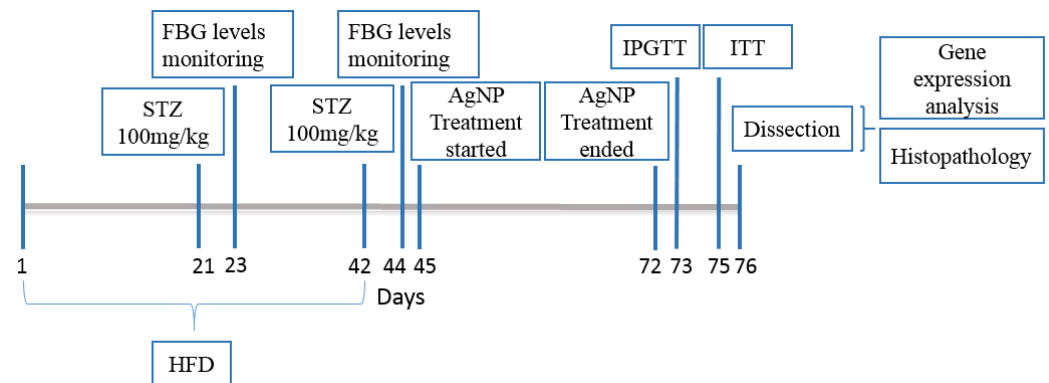 FBG levels
monitoring
FBG levels
monitoring
IPGTT
ITT
Gene
expression
analysis
STZ
100mg/kg
STZ
100mg/kg
AgNP
Treatment
started
AgNP
Treatment
ended
Dissection
Histopathology
1
21
23
42
44
45
72
73
75
76
Days
HFD